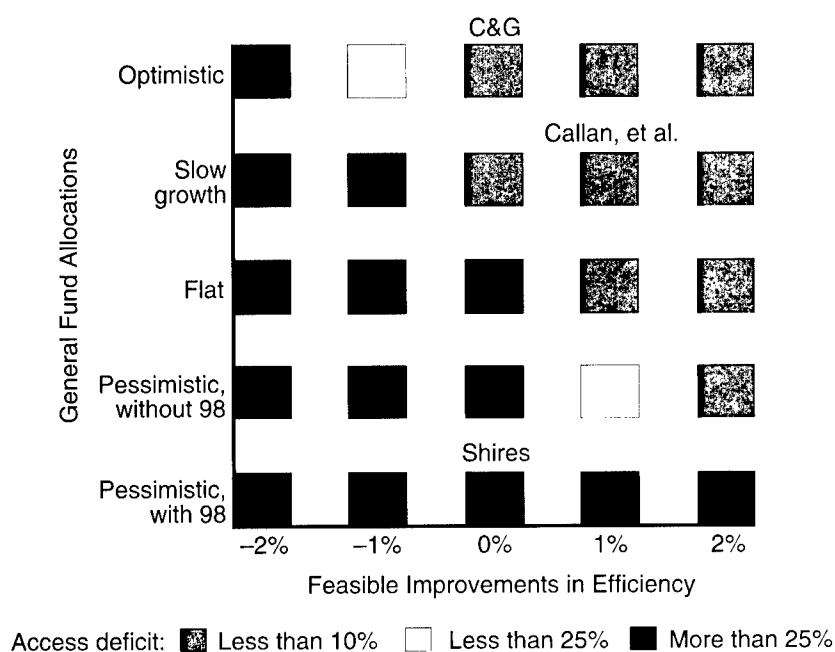 C&G
Optimistic
Callan, et al.
Slow
growth
General Fund Allocations
Flat
Pessimistic,
without 98
Shires
Pessimistic,
with 98
–2% –1% 0% 1% 2%
Feasible Improvements in Efficiency
Access deficit: Less than 10% Less than 25% More than 25%